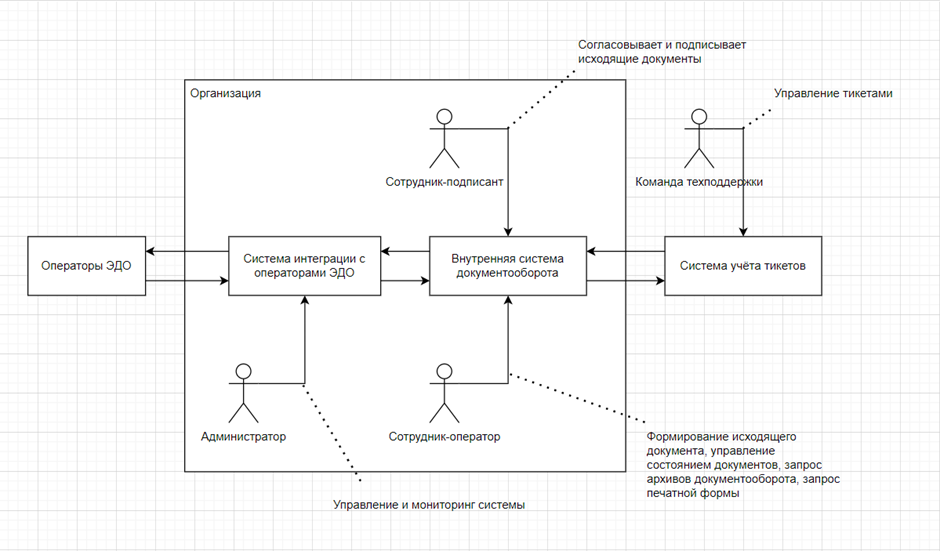 Согласовывает и подписывает
исходящие документы
Организация
Управление тикетами
Сотрудник-подписант
Команда техподдержки
Операторы ЭДО
Система интеграции с
операторами ЭДО
Внутренняя система
документооборота
Система учёта тикетов
Администратор
Сотрудник-оператор
Формирование исходящего
документа, управление
состоянием документов, запрос
архивов документооборота, запрос
печатной формы
Управление и мониторинг системы